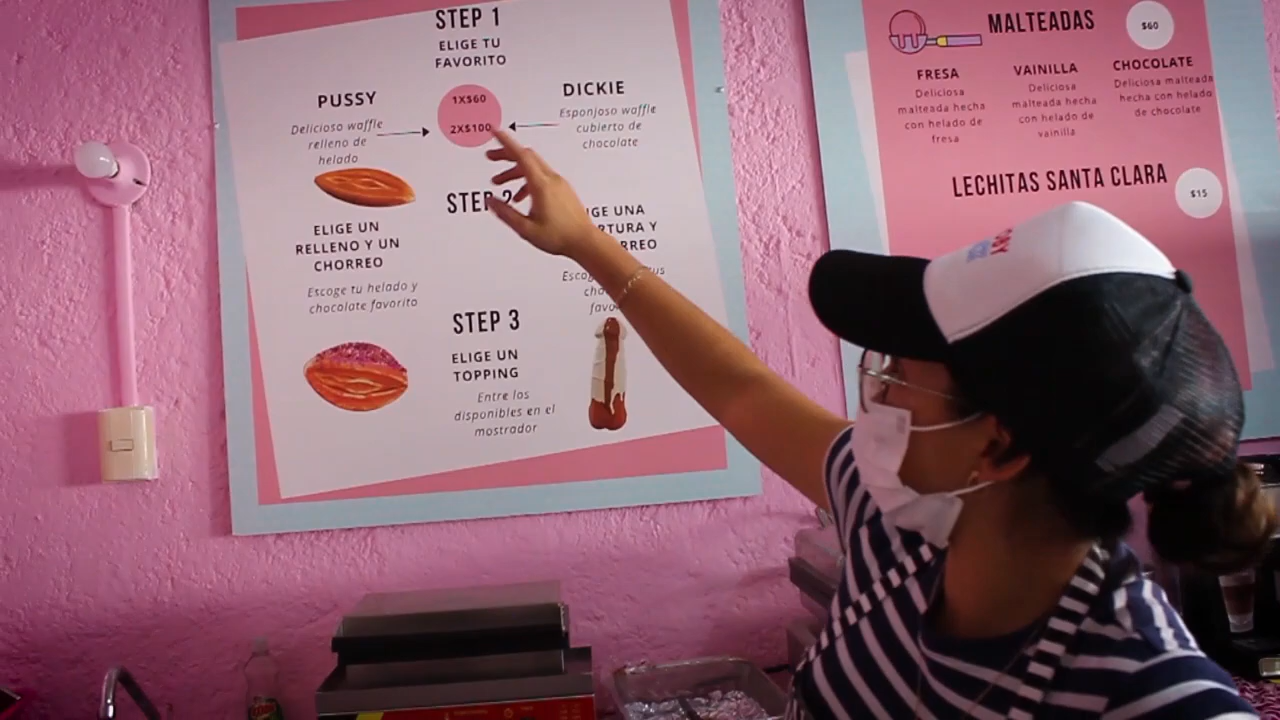 STEP 1
ELIGE TU
FAVORITO
PUSSY
Delicioso waffle
relleno de
helado
1X$60
2X$100
DICKIE
Esponjoso waffle
cubierto de
chocolate
STEP 2
ELIGE UN
RELLENO Y UN
CHORREO
Escoge tu helado y
chocolate favorito
UNA
Y
STEP 3
ELIGE UN
TOPPING
Entre los
disponibles en el
mostrador
MALTEADAS
$60
FRESA
Deliciosa
malteada hecha
con helado de
fresa
VAINILLA
Deliciosa
malteada hecha
con helado de
vainilla
CHOCOLATE
Deliciosa malteada
hecha con helado
de chocolate
LECHITAS SANTA CLARA
$15